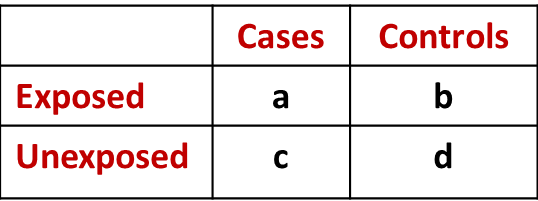 Cases Controls
Exposed a b
Unexposed c d